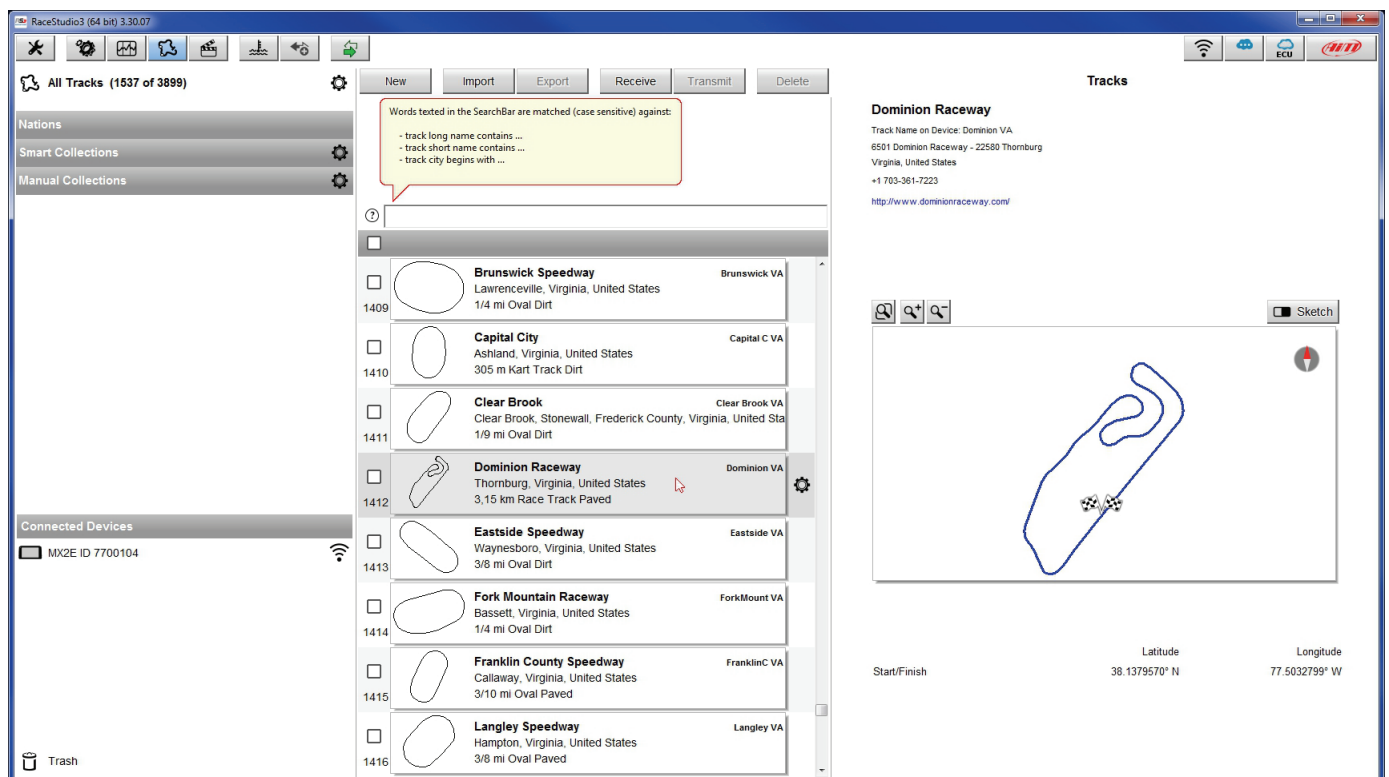 RaceStudio3 (64 bit) 3.30.07
ECU
AiM
All Tracks (1537 of 3899)
Nations
Smart Collections
Manual Collections
Connected Devices
MX2E ID 7700104
Trash
New Import Export Receive Transmit Delete
Words texted in the SearchBar are matched (case sensitive) against:
- track long name contains ...
- track short name contains ...
- track city begins with ...
?
1409
Brunswick Speedway Brunswick VA
Lawrenceville, Virginia, United States
1/4 mi Oval Dirt
1410
Capital City Capital C VA
Ashland, Virginia, United States
305 m Kart Track Dirt
1411
Clear Brook Clear Brook VA
Clear Brook, Stonewall, Frederick County, Virginia, United Sta
1/9 mi Oval Dirt
1412
Dominion Raceway Dominion VA
Thornburg, Virginia, United States
3,15 km Race Track Paved
1413
Eastside Speedway Eastside VA
Waynesboro, Virginia, United States
3/8 mi Oval Dirt
1414
Fork Mountain Raceway ForkMount VA
Bassett, Virginia, United States
1/4 mi Oval Dirt
1415
Franklin County Speedway FranklinC VA
Callaway, Virginia, United States
3/10 mi Oval Paved
1416
Langley Speedway Langley VA
Hampton, Virginia, United States
3/8 mi Oval Paved
Tracks
Dominion Raceway
Track Name on Device: Dominion VA
6501 Dominion Raceway - 22580 Thornburg
Virginia, United States
+1 703-361-7223
http://www.dominionraceway.com/
Sketch
Latitude Longitude
Start/Finish 38.1379570° N 77.5032799° W